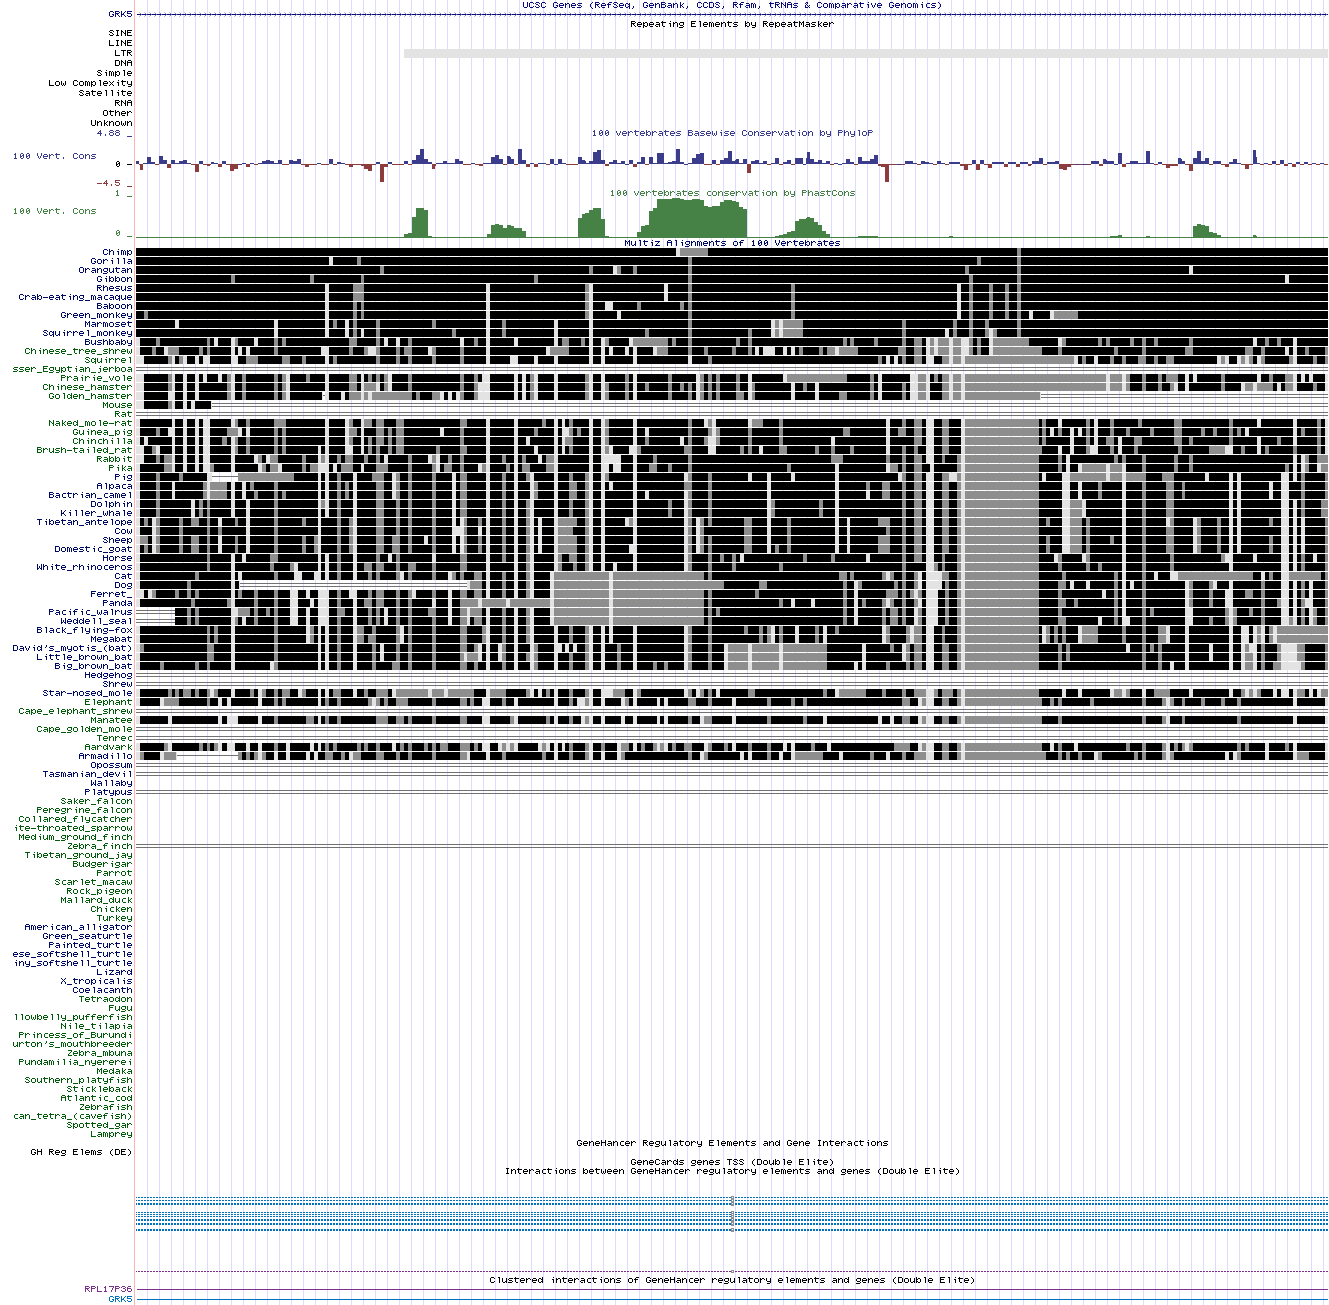 UCSC Genes (RefSeq, GenBank, CCDS, Rfam, tRNAs & Comparative Genomics)
GRK5
Repeating Elements by RepeatMasker
SINE
LINE
LTR
DNA
Simple
Low Complexity
Satellite
RNA
Other
Unknown
4.88 _
100 vertebrates Basewise Conservation by PhyloP
100 Vert. Cons
0 _
-4.5 _
1 _
100 vertebrates conservation by PhastCons
100 Vert. Cons
0 _
Multiz Alignments of 100 Vertebrates
Chimp
Gorilla
Orangutan
Gibbon
Rhesus
Crab-eating_macaque
Baboon
Green_monkey
Marmoset
Squirrel_monkey
Bushbaby
Chinese_tree_shrew
Squirrel
sser_Egyptian_jerboa
Prairie_vole
Chinese_hamster
Golden_hamster
Mouse
Rat
Naked_mole-rat
Guinea_pig
Chinchilla
Brush-tailed_rat
Rabbit
Pika
Pig
Alpaca
Bactrian_camel
Dolphin
Killer_whale
Tibetan_antelope
Cow
Sheep
Domestic_goat
Horse
White_rhinoceros
Cat
Dog
Ferret_
Panda
Pacific_walrus
Weddell_seal
Black_flying-fox
Megabat
David's_myotis_(bat)
Little_brown_bat
Big_brown_bat
Hedgehog
Shrew
Star-nosed_mole
Elephant
Cape_elephant_shrew
Manatee
Cape_golden_mole
Tenrec
Aardvark
Armadillo
Opossum
Tasmanian_devil
Wallaby
Platypus
Saker_falcon
Peregrine_falcon
Collared_flycatcher
ite-throated_sparrow
Medium_ground_finch
Zebra_finch
Tibetan_ground_jay
Budgerigar
Parrot
Scarlet_macaw
Rock_pigeon
Mallard_duck
Chicken
Turkey
American_alligator
Green_seaturtle
Painted_turtle
ese_softshell_turtle
iny_softshell_turtle
Lizard
X_tropicalis
Coelacanth
Tetraodon
Fugu
llowbelly_pufferfish
Nile_tilapia
Princess_of_Burundi
urton's_mouthbreeder
Zebra_mbuna
Pundamilia_nyererei
Medaka
Southern_platyfish
Stickleback
Atlantic_cod
Zebrafish
can_tetra_(cavefish)
Spotted_gar
Lamprey
GeneHancer Regulatory Elements and Gene Interactions
GH Reg Elems (DE)
GeneCards genes TSS (Double Elite)
Interactions between GeneHancer regulatory elements and genes (Double Elite)
Clustered interactions of GeneHancer regulatory elements and genes (Double Elite)
RPL17P36
GRK5